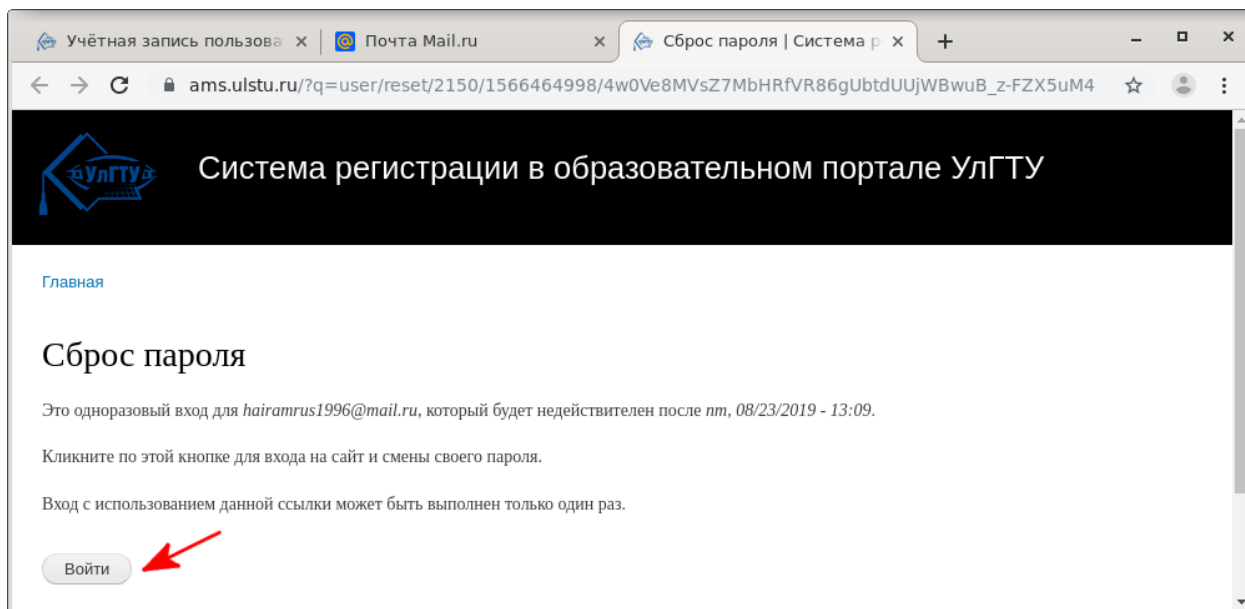 Учётная запись пользова
Почта Mail.ru
Сброс пароля | Система р
ams.ulstu.ru/?q=user/reset/2150/1566464998/4w0Ve8MVsZ7MbHRfVR86gUbtdUUjWBwuB_z-FZX5uM4
УлГТУ
Система регистрации в образовательном портале УлГТУ
Главная
Сброс пароля
Это одноразовый вход для hairamrus1996@mail.ru, который будет недействителен после пт, 08/23/2019 - 13:09.
Кликните по этой кнопке для входа на сайт и смены своего пароля.
Вход с использованием данной ссылки может быть выполнен только один раз.
Войти